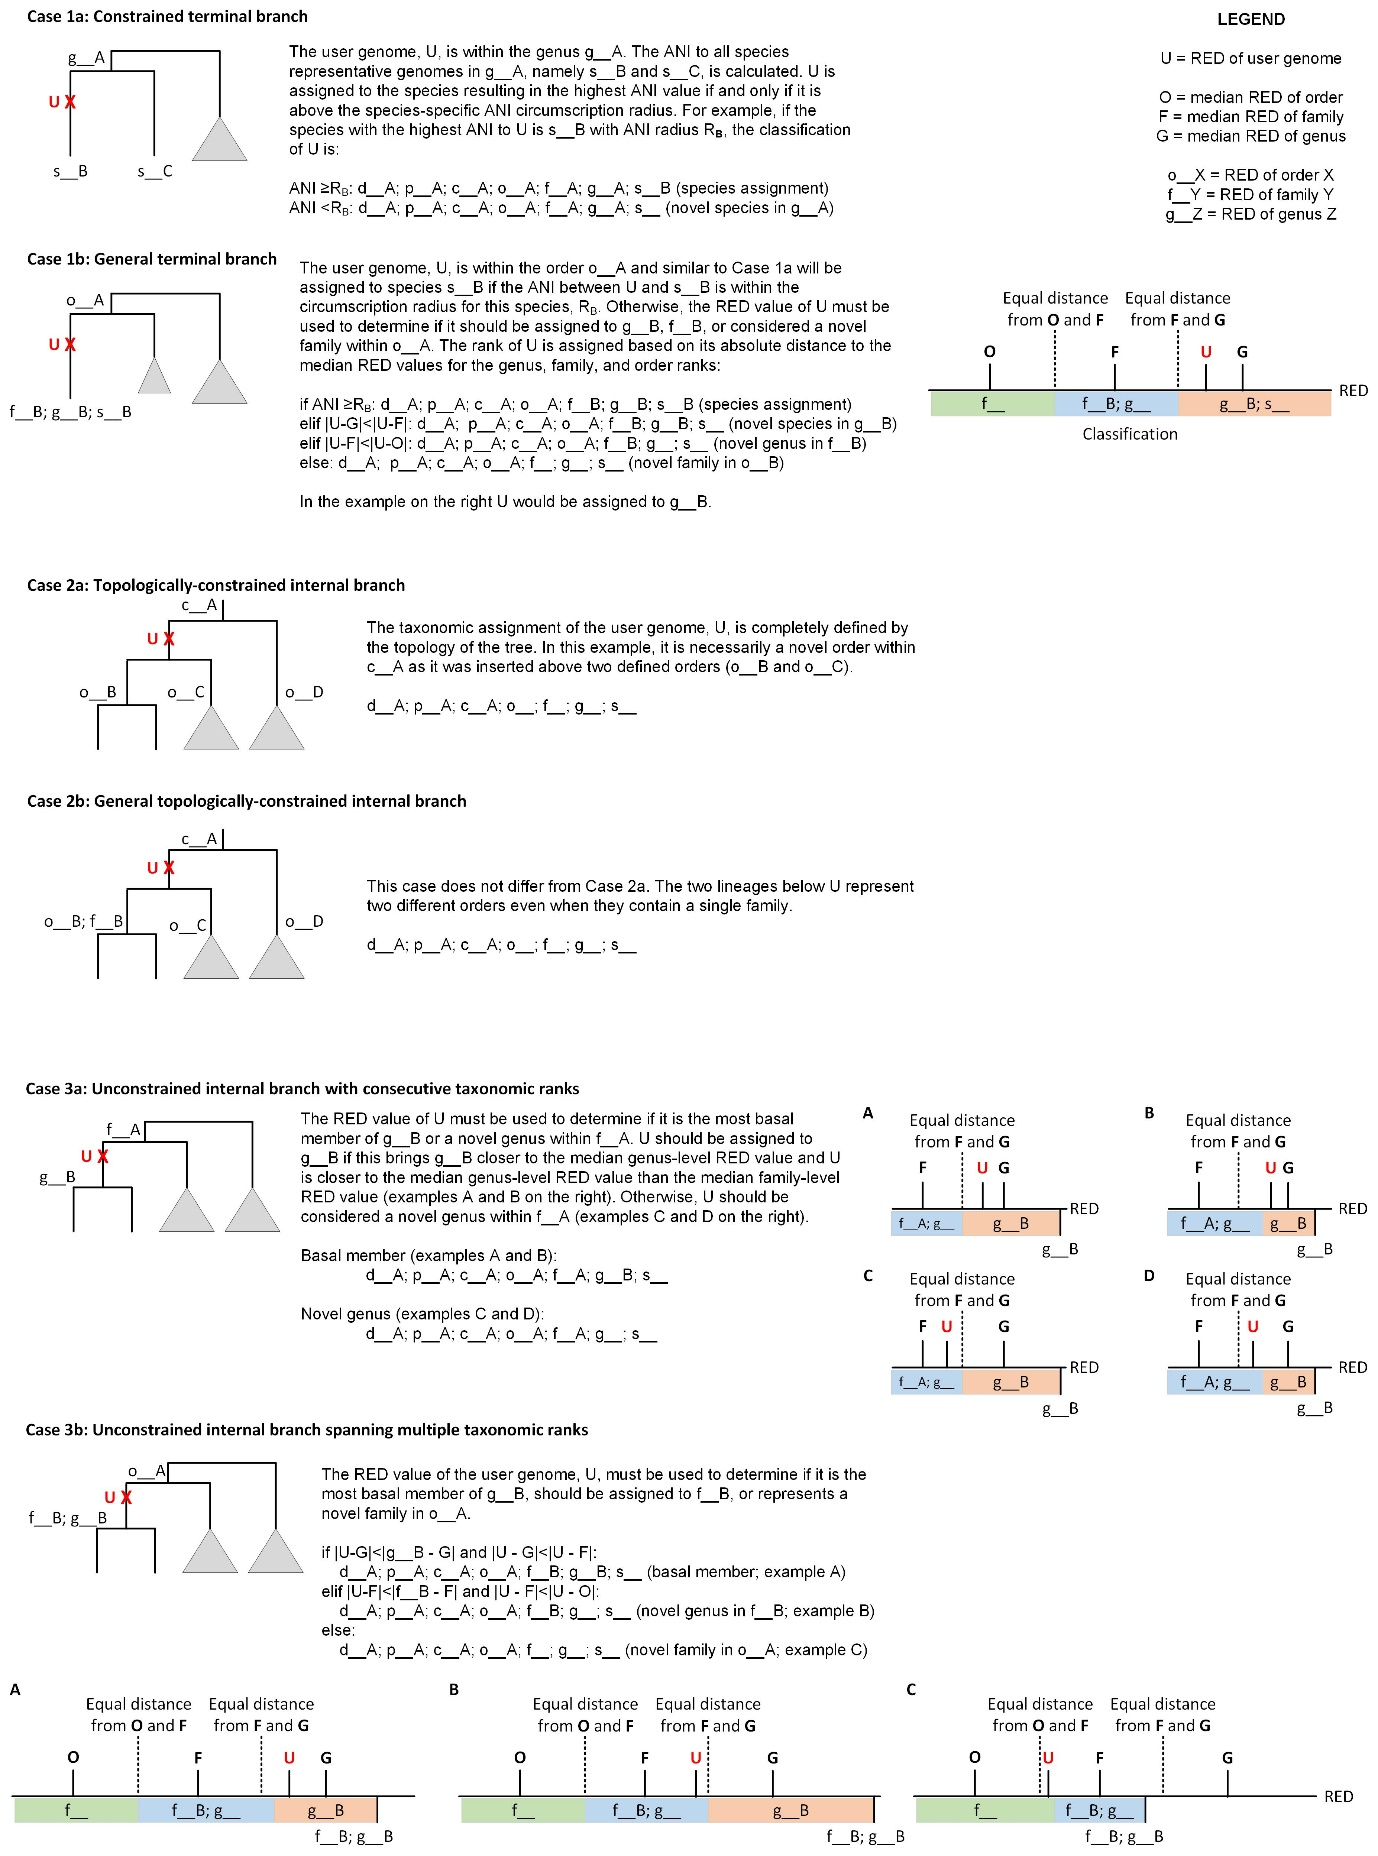 Case 1a: Constrained terminal branch
g__A
U X
s__B s__C
The user genome, U, is within the genus g__A. The ANI to all species
representative genomes in g__A, namely s__B and s__C, is calculated. U is
assigned to the species resulting in the highest ANI value if and only if it is
above the species-specific ANI circumscription radius. For example, if the
species with the highest ANI to U is s__B with ANI radius RB, the classification
of U is:
ANI ≥RB: d__A; p__A; c__A; o__A; f__A; g__A; s__B (species assignment)
ANI <RB: d__A; p__A; c__A; o__A; f__A; g__A; s__ (novel species in g__A)
LEGEND
U = RED of user genome
O = median RED of order
F = median RED of family
G = median RED of genus
o__X = RED of order X
f__Y = RED of family Y
g__Z = RED of genus Z
Case 1b: General terminal branch
o__A
U X
f__B; g__B; s__B
The user genome, U, is within the order o__A and similar to Case 1a will be
assigned to species s__B if the ANI between U and s__B is within the
circumscription radius for this species, RB. Otherwise, the RED value of U must be
used to determine if it should be assigned to g__B, f__B, or considered a novel
family within o__A. The rank of U is assigned based on its absolute distance to the
median RED values for the genus, family, and order ranks:
if ANI ≥RB: d__A; p__A; c__A; o__A; f__B; g__B; s__B (species assignment)
elif |U-G|<|U-F|: d__A; p__A; c__A; o__A; f__B; g__B; s__ (novel species in g__B)
elif |U-F|<|U-O|: d__A; p__A; c__A; o__A; f__B; g__; s__ (novel genus in f__B)
else: d__A; p__A; c__A; o__A; f__; g__; s__ (novel family in o__B)
In the example on the right U would be assigned to g__B.
Equal distance Equal distance
from O and F from F and G
O F U G
RED
f__ f__B; g__ g__B; s__
Classification
Case 2a: Topologically-constrained internal branch
c__A
U X
o__B o__C o__D
The taxonomic assignment of the user genome, U, is completely defined by
the topology of the tree. In this example, it is necessarily a novel order within
c__A as it was inserted above two defined orders (o__B and o__C).
d__A; p__A; c__A; o__; f__; g__; s__
Case 2b: General topologically-constrained internal branch
c__A
U X
o__B; f__B o__C o__D
This case does not differ from Case 2a. The two lineages below U represent
two different orders even when they contain a single family.
d__A; p__A; c__A; o__; f__; g__; s__
Case 3a: Unconstrained internal branch with consecutive taxonomic ranks
f__A
U X
g__B
The RED value of U must be used to determine if it is the most basal
member of g__B or a novel genus within f__A. U should be assigned to
g__B if this brings g__B closer to the median genus-level RED value and U
is closer to the median genus-level RED value than the median family-level
RED value (examples A and B on the right). Otherwise, U should be
considered a novel genus within f__A (examples C and D on the right).
Basal member (examples A and B):
d__A; p__A; c__A; o__A; f__A; g__B; s__
Novel genus (examples C and D):
d__A; p__A; c__A; o__A; f__A; g__; s__
A
Equal distance
from F and G
F U G
RED
f__A; g__ g__B
g__B
B
Equal distance
from F and G
F U G
RED
f__A; g__ g__B
g__B
C
Equal distance
from F and G
F U G
RED
f__A; g__ g__B
g__B
D
Equal distance
from F and G
F U G
RED
f__A; g__ g__B
g__B
Case 3b: Unconstrained internal branch spanning multiple taxonomic ranks
o__A
U X
f__B; g__B
The RED value of the user genome, U, must be used to determine if it is the
most basal member of g__B, should be assigned to f__B, or represents a
novel family in o__A.
if |U-G|<|g__B - G| and |U - G|<|U - F|:
d__A; p__A; c__A; o__A; f__B; g__B; s__ (basal member; example A)
elif |U-F|<|f__B - F| and |U - F|<|U - O|:
d__A; p__A; c__A; o__A; f__B; g__; s__ (novel genus in f__B; example B)
else:
d__A; p__A; c__A; o__A; f__; g__; s__ (novel family in o__A; example C)
A
Equal distance Equal distance
from O and F from F and G
O F U G
f__ f__B; g__ g__B
f__B; g__B
B
Equal distance Equal distance
from O and F from F and G
O F U G
f__ f__B; g__ g__B
f__B; g__B
C
Equal distance Equal distance
from O and F from F and G
O U F G
RED
f__ f__B; g__
f__B; g__B